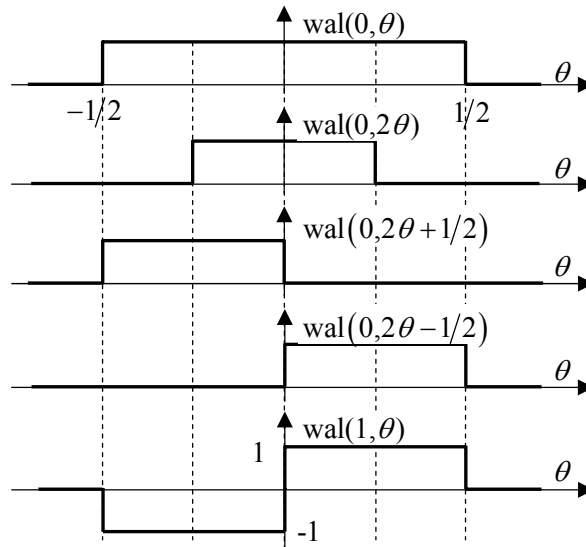 wal(0,θ)
θ
−1/2
1/2
wal(0,2θ)
θ
wal(0,2θ+1/2)
θ
wal(0,2θ−1/2)
θ
wal(1,θ)
1
θ
-1